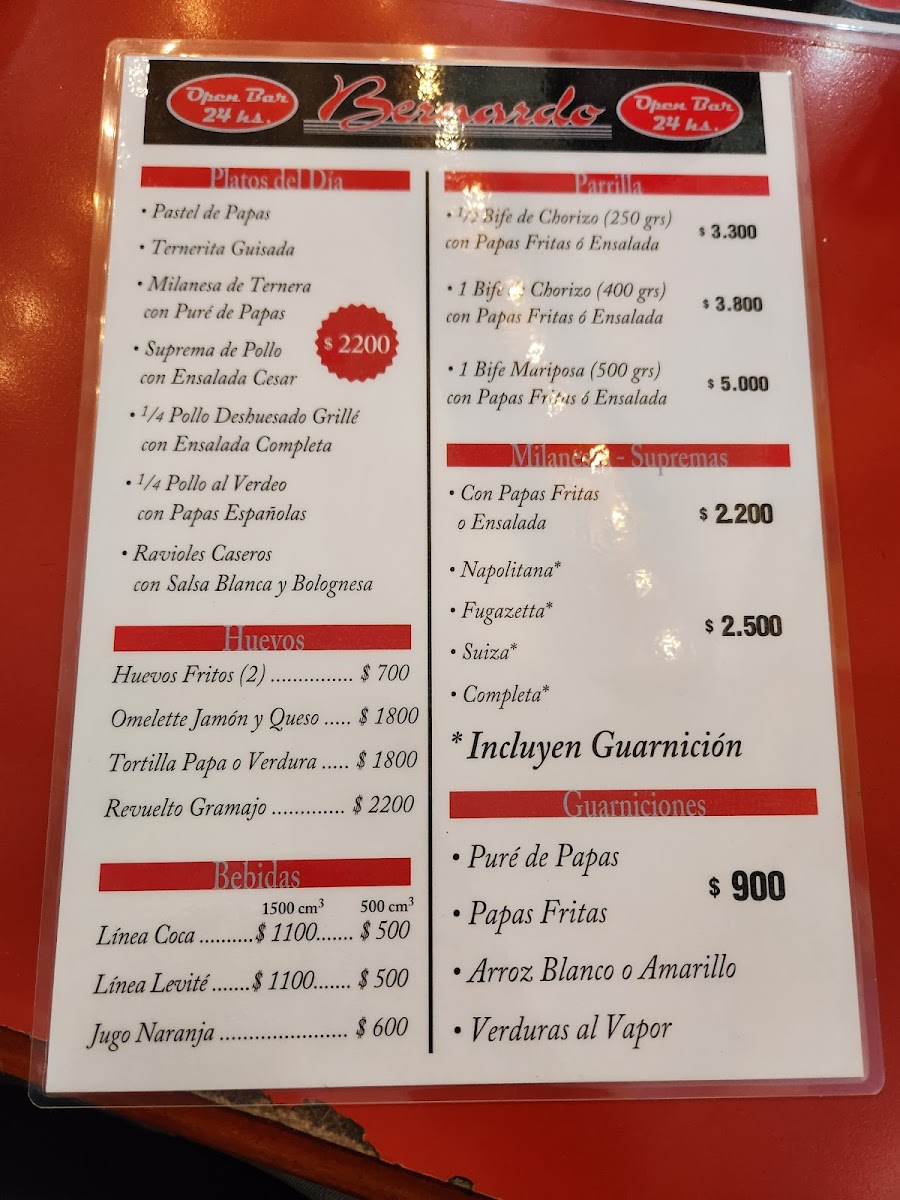 Open Bar
24 hs.
Bernardo
Open Bar
24 hs.
Platos del Día
• Pastel de Papas
• Ternerita Guisada
• Milanesa de Ternera
con Puré de Papas
• Suprema de Pollo
con Ensalada Cesar
$ 2200
• 1/4 Pollo Deshuesado Grillé
con Ensalada Completa
• 1/4 Pollo al Verdeo
con Papas Españolas
• Ravioles Caseros
con Salsa Blanca y Bolognesa
Huevos
Huevos Fritos (2) ............... $ 700
Omelette Jamón y Queso ..... $ 1800
Tortilla Papa o Verdura ..... $ 1800
Revuelto Gramajo ............. $ 2200
Bebidas
1500 cm³ 500 cm³
Línea Coca ..........$ 1100....... $ 500
Línea Levité .......$ 1100....... $ 500
Jugo Naranja ...................... $ 600
Parrilla
• 1/2 Bife de Chorizo (250 grs)
con Papas Fritas ó Ensalada
$ 3.300
• 1 Bife de Chorizo (400 grs)
con Papas Fritas ó Ensalada
$ 3.800
• 1 Bife Mariposa (500 grs)
con Papas Fritas ó Ensalada
$ 5.000
Milanesas - Supremas
• Con Papas Fritas
o Ensalada
$ 2.200
• Napolitana*
• Fugazetta*
• Suiza*
• Completa*
$ 2.500
* Incluyen Guarnición
Guarniciones
• Puré de Papas
• Papas Fritas
$ 900
• Arroz Blanco o Amarillo
• Verduras al Vapor